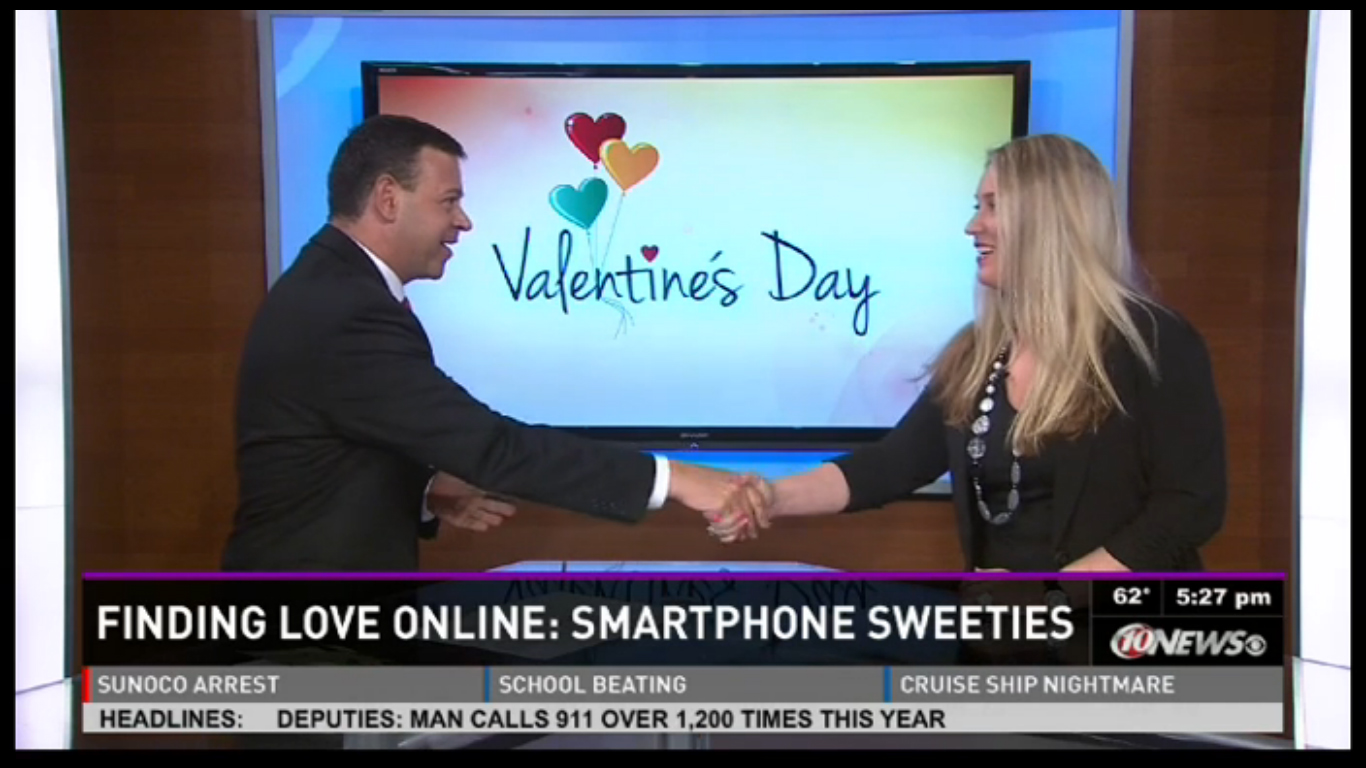 Valentine's Day
FINDING LOVE ONLINE: SMARTPHONE SWEETIES
62° 5:27 pm
10NEWS
SUNOCO ARREST
SCHOOL BEATING
CRUISE SHIP NIGHTMARE
HEADLINES: DEPUTIES: MAN CALLS 911 OVER 1,200 TIMES THIS YEAR